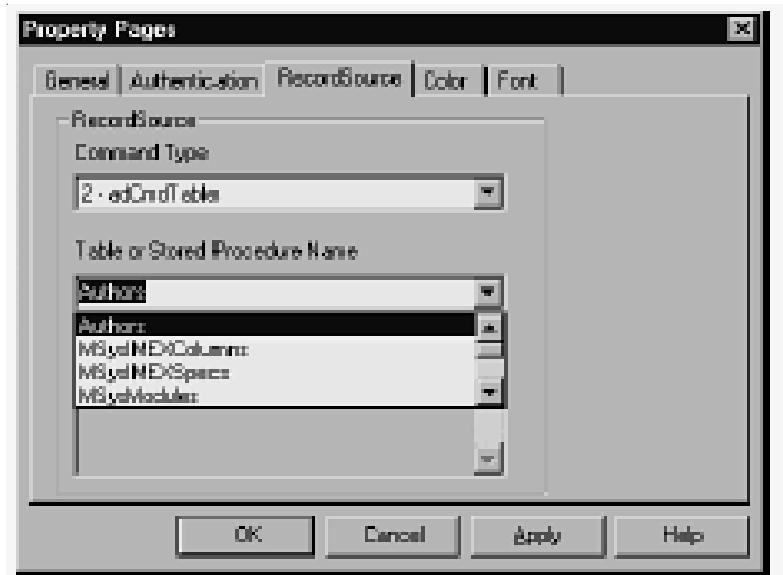 Property Pages
General Authentication RecordSource Color Font
RecordSource
Command Type
2 - adCmdTable
Table or Stored Procedure Name
Authors
Authors
MSysIMEXColumns
MSysIMEXSpecs
MSysModules
OK Cancel Apply Help